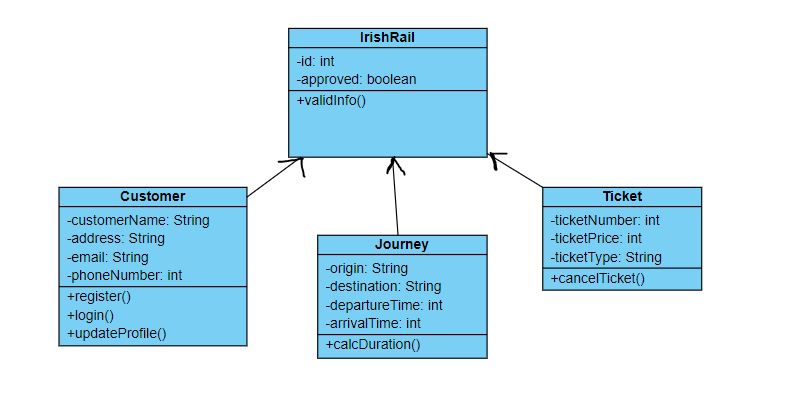 IrishRail
-id: int
-approved: boolean
+validInfo()
Customer
-customerName: String
-address: String
-email: String
-phoneNumber: int
+register()
+login()
+updateProfile()
Journey
-origin: String
-destination: String
-departureTime: int
-arrivalTime: int
+calcDuration()
Ticket
-ticketNumber: int
-ticketPrice: int
-ticketType: String
+cancelTicket()